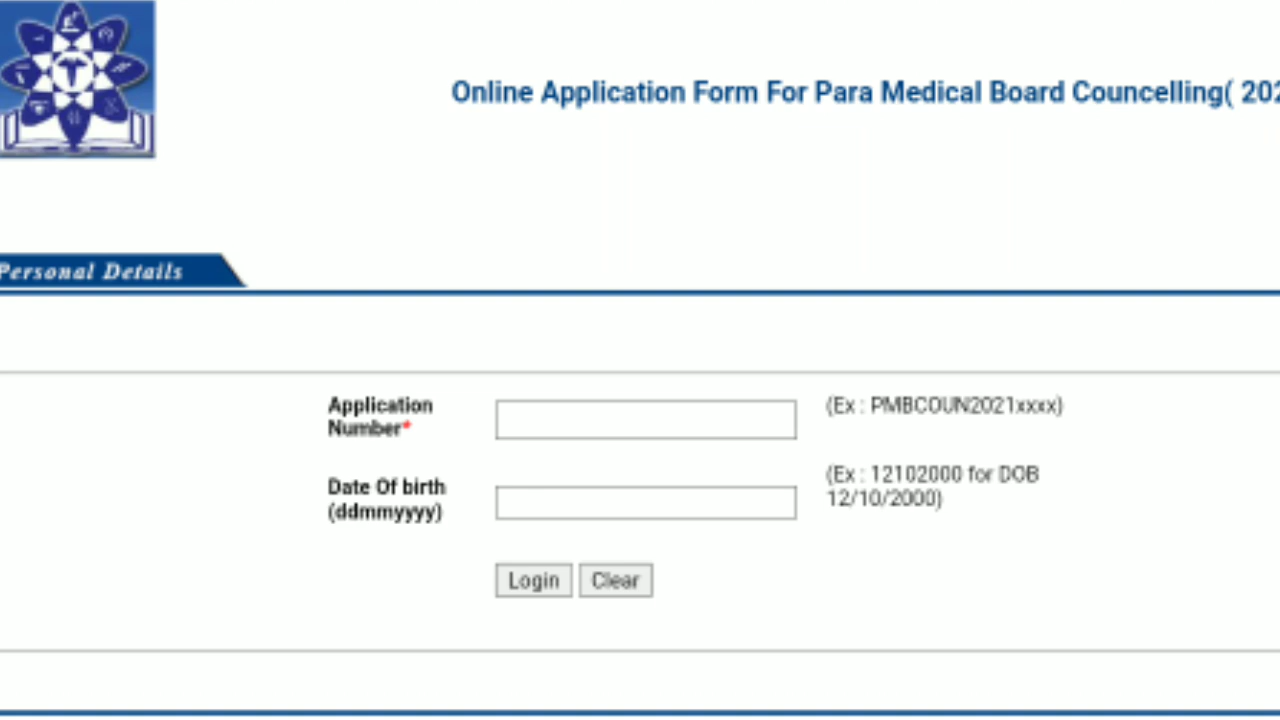 Online Application Form For Para Medical Board Councelling( 202
Personal Details
Application
Number*
(Ex : PMBCOUN2021xxxx)
Date Of birth
(ddmmyyyy)
(Ex : 12102000 for DOB
12/10/2000)
Login Clear